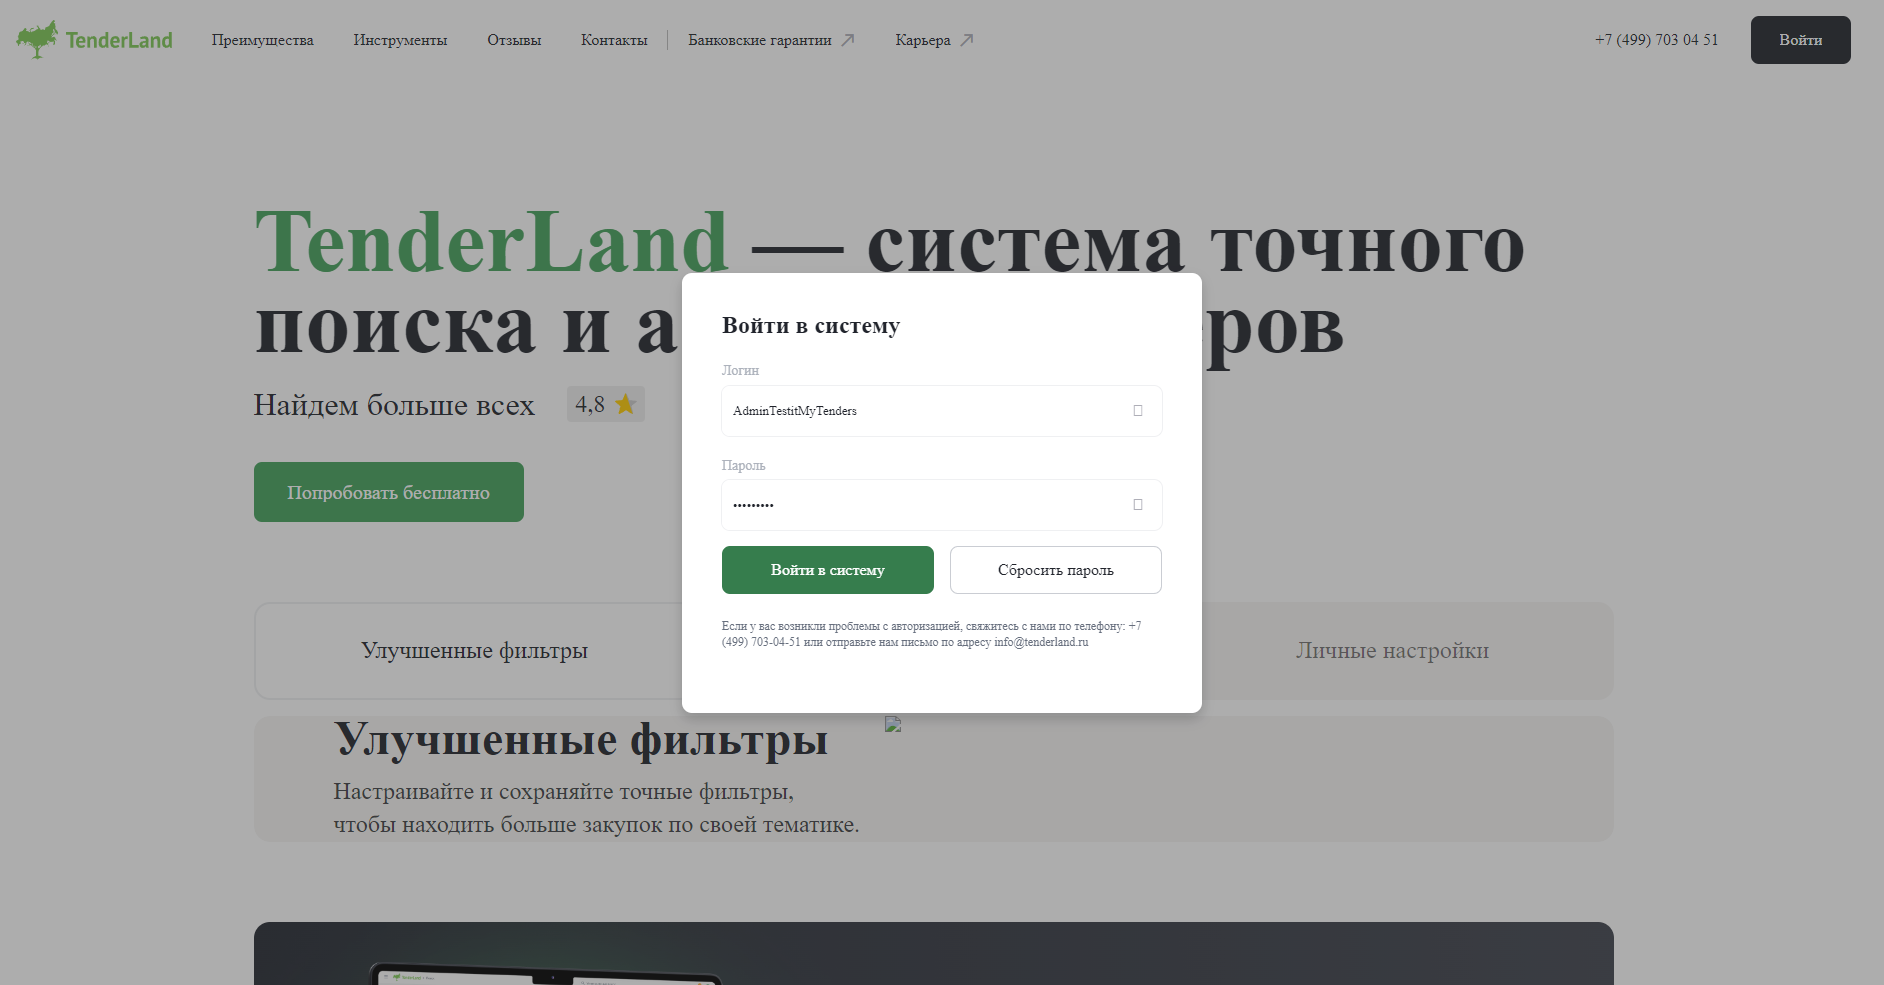 TenderLand
Преимущества
Инструменты
Отзывы
Контакты
Банковские гарантии
Карьера
+7 (499) 703 04 51
Войти
TenderLand — система точного
поиска и а
ров
Найдем больше всех
4,8
Попробовать бесплатно
Войти в систему
Логин
AdminTestitMyTenders
Пароль
•••••••••
Войти в систему
Сбросить пароль
Если у вас возникли проблемы с авторизацией, свяжитесь с нами по телефону: +7
(499) 703-04-51 или отправьте нам письмо по адресу info@tenderland.ru
Улучшенные фильтры
Личные настройки
Улучшенные фильтры
Настраивайте и сохраняйте точные фильтры,
чтобы находить больше закупок по своей тематике.